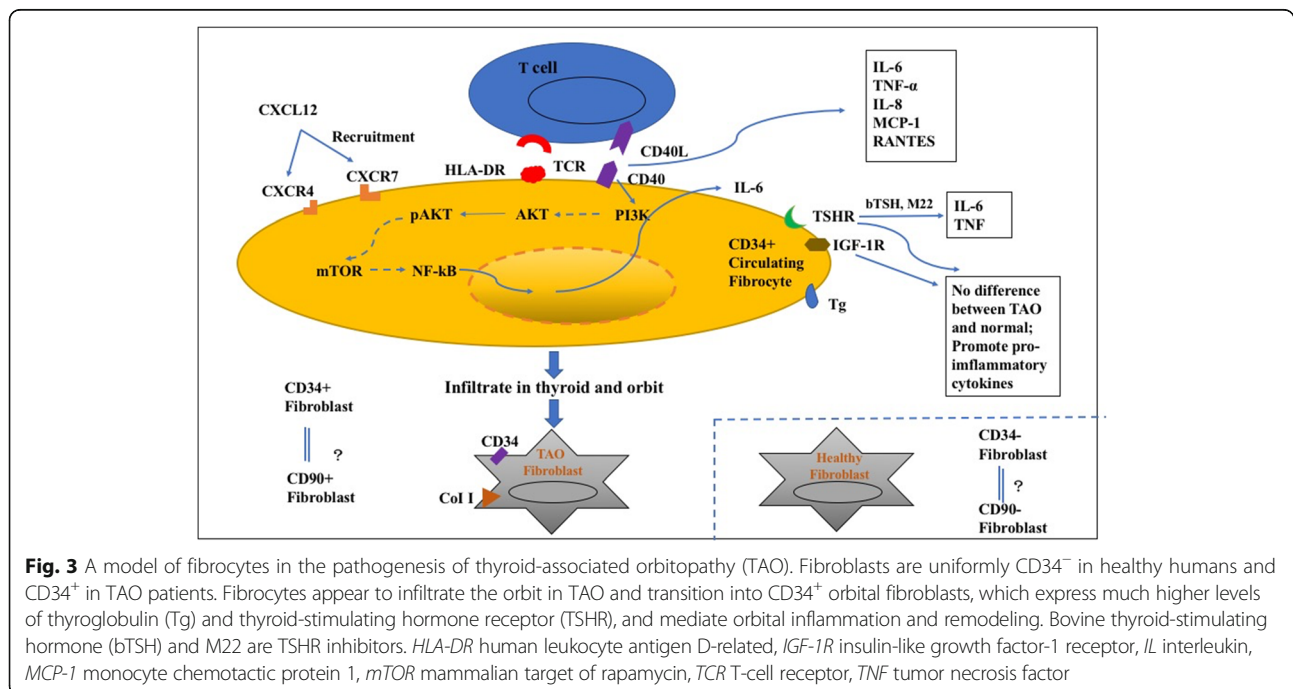 T cell
CXCL12
Recruitment
CXCR7
CXCR4
HLA-DR
TCR
CD40L
CD40
IL-6
TNF-α
IL-8
MCP-1
RANTES
IL-6
pAKT
AKT
PI3K
mTOR
NF-kB
CD34+
Circulating
Fibrocyte
TSHR
bTSH, M22
IL-6
TNF
IGF-1R
Tg
No difference
between TAO
and normal;
Promote pro-
imflammatory
cytokines
Infiltrate in thyroid and orbit
CD34+
Fibroblast
?
CD90+
Fibroblast
CD34
TAO
Fibroblast
CoI I
Healthy
Fibroblast
CD34-
Fibroblast
?
CD90-
Fibroblast
Fig. 3 A model of fibrocytes in the pathogenesis of thyroid-associated orbitopathy (TAO). Fibroblasts are uniformly CD34⁻ in healthy humans and
CD34⁺ in TAO patients. Fibrocytes appear to infiltrate the orbit in TAO and transition into CD34⁺ orbital fibroblasts, which express much higher levels
of thyroglobulin (Tg) and thyroid-stimulating hormone receptor (TSHR), and mediate orbital inflammation and remodeling. Bovine thyroid-stimulating
hormone (bTSH) and M22 are TSHR inhibitors. HLA-DR human leukocyte antigen D-related, IGF-1R insulin-like growth factor-1 receptor, IL interleukin,
MCP-1 monocyte chemotactic protein 1, mTOR mammalian target of rapamycin, TCR T-cell receptor, TNF tumor necrosis factor